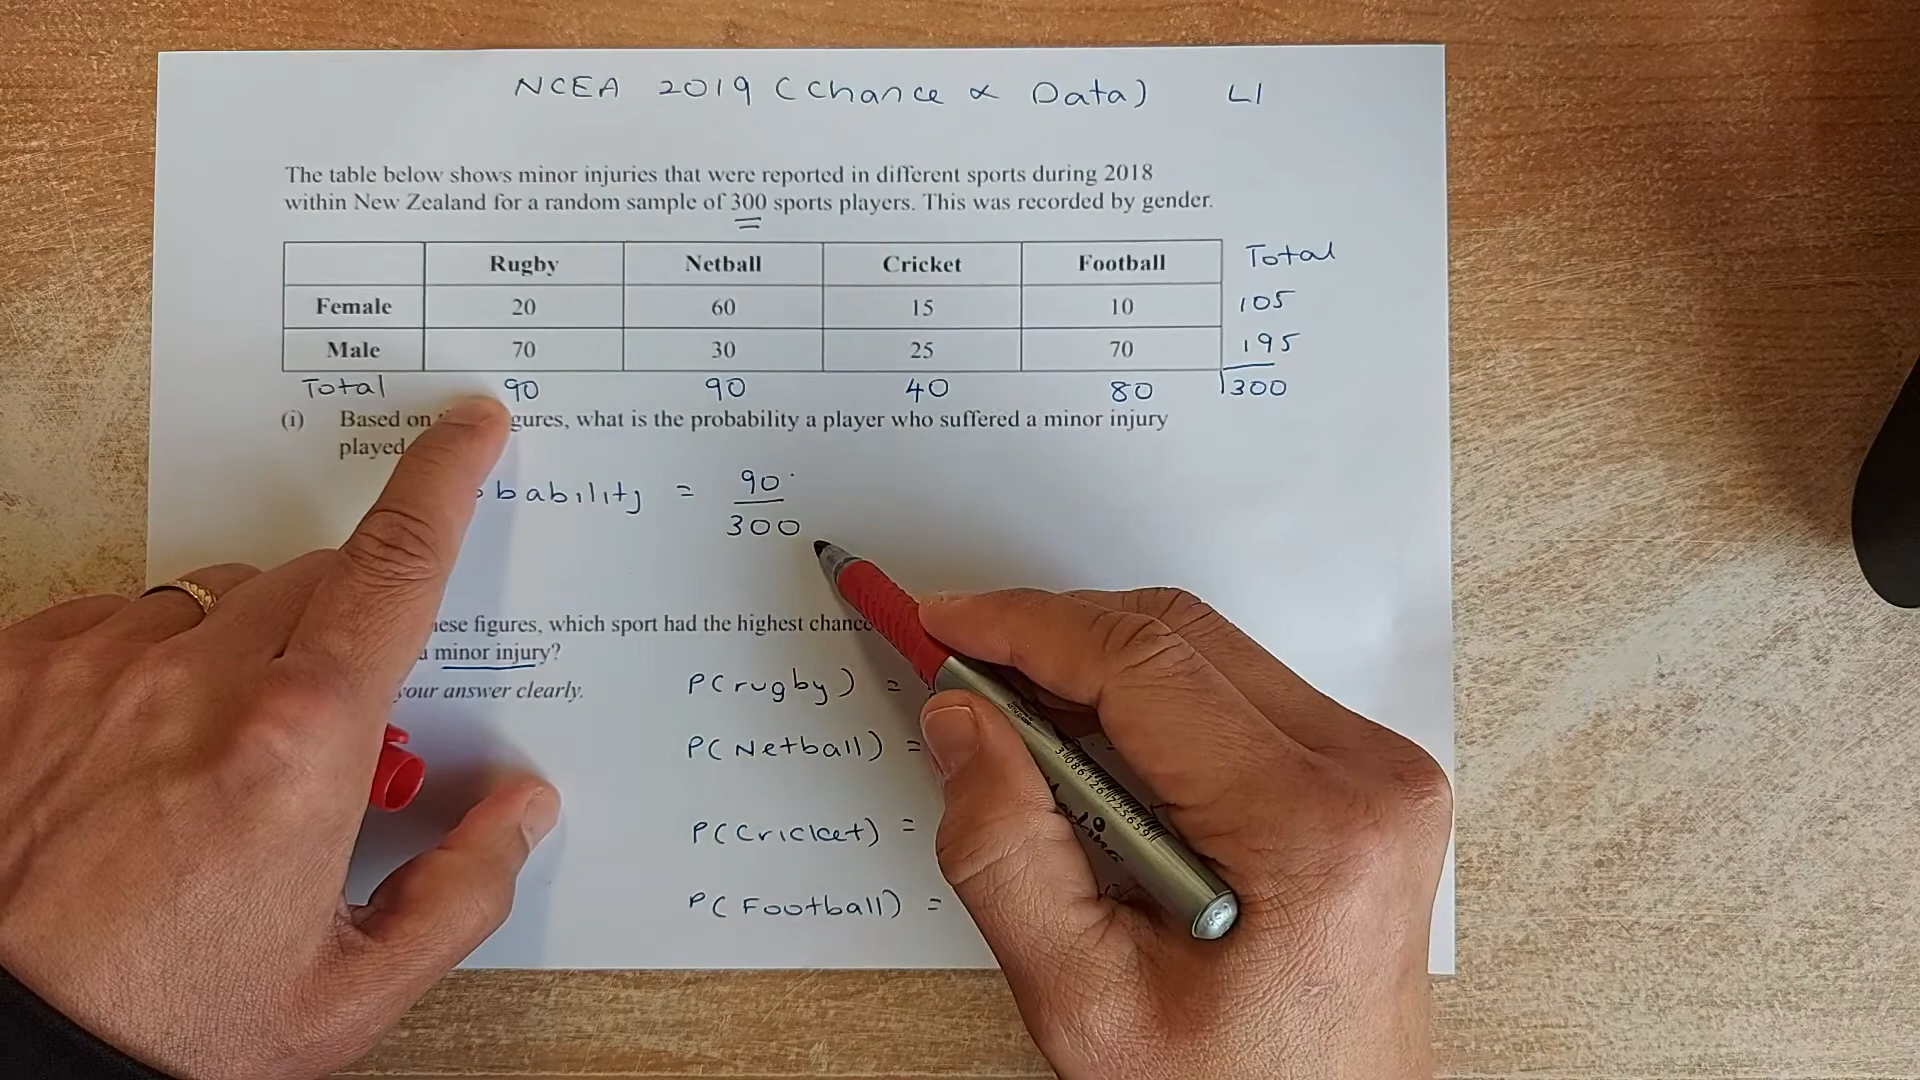 NCEA 2019 (Chance & Data) L1
The table below shows minor injuries that were reported in different sports during 2018
within New Zealand for a random sample of 300 sports players. This was recorded by gender.
Rugby Netball Cricket Football Total
Female 20 60 15 10 105
Male 70 30 25 70 195
Total 90 90 40 80 300
(i) Based on gures, what is the probability a player who suffered a minor injury
played
obability = 90
300
ese figures, which sport had the highest chance
a minor injury?
your answer clearly.
P(rugby) =
P(Netball) =
P(Cricket) =
P(Football) =
3086126725659